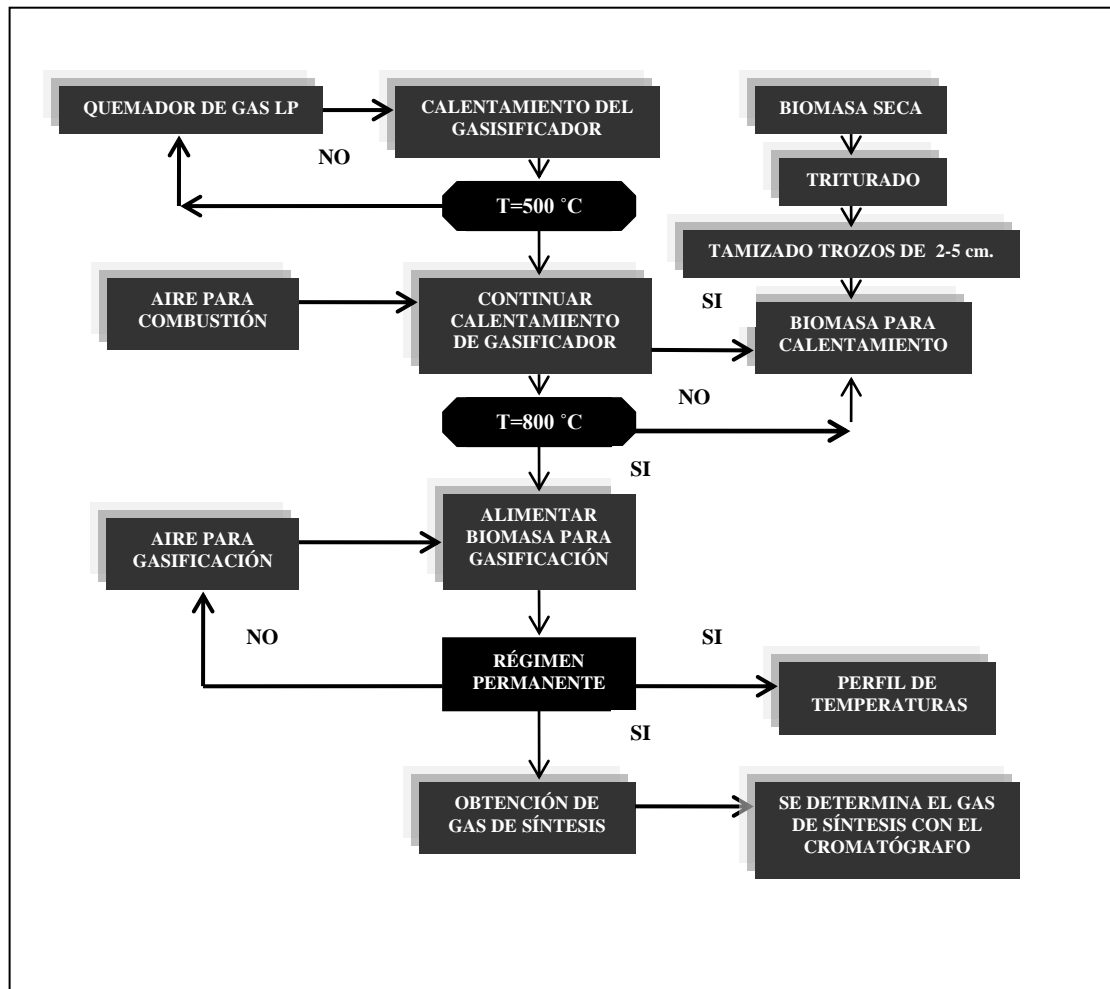 QUEMADOR DE GAS LP
CALENTAMIENTO DEL
GASISIFICADOR
BIOMASA SECA
NO
TRITURADO
T=500 ˚C
TAMIZADO TROZOS DE 2-5 cm.
AIRE PARA
COMBUSTIÓN
CONTINUAR
CALENTAMIENTO
DE GASIFICADOR
SI
BIOMASA PARA
CALENTAMIENTO
NO
T=800 ˚C
SI
AIRE PARA
GASIFICACIÓN
ALIMENTAR
BIOMASA PARA
GASIFICACIÓN
NO
SI
RÉGIMEN
PERMANENTE
PERFIL DE
TEMPERATURAS
SI
OBTENCIÓN DE
GAS DE SÍNTESIS
SE DETERMINA EL GAS
DE SÍNTESIS CON EL
CROMATÓGRAFO